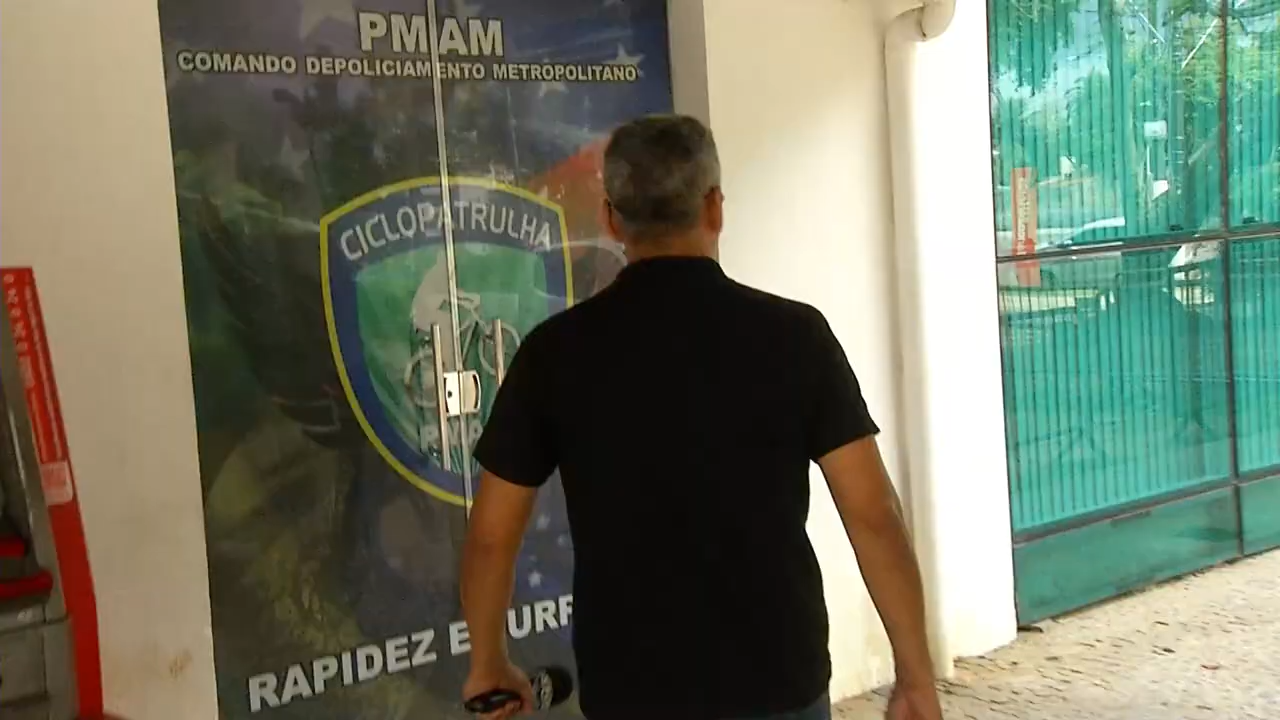 PMAM
COMANDO DEPOLICIAMENTO METROPOLITANO
CICLOPATRULHA
RAPIDEZ E